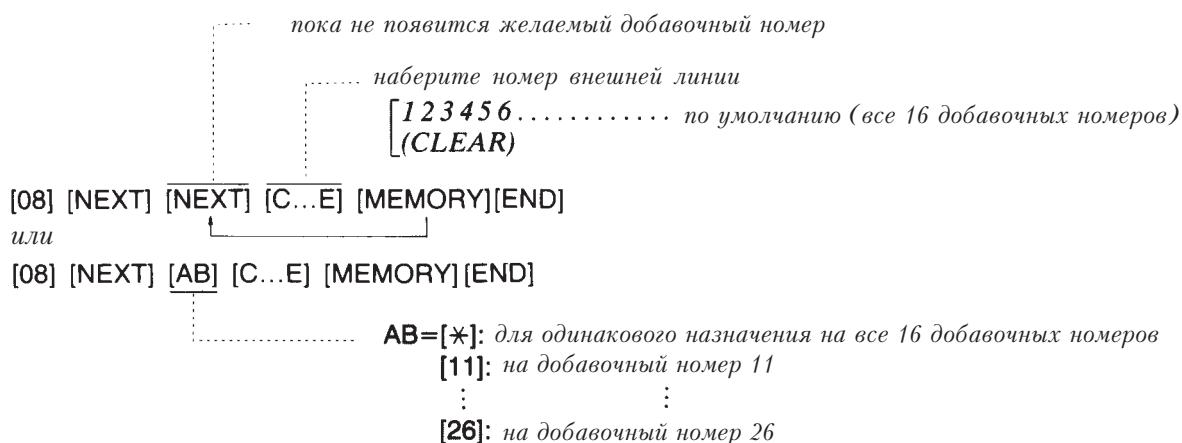 пока не появится желаемый добавочный номер
наберите номер внешней линии
123456............ по умолчанию (все 16 добавочных номеров)
(CLEAR)
[08] [NEXT] [NEXT] [C...E] [MEMORY][END]
или
[08] [NEXT] [AB] [C...E] [MEMORY][END]
AB=[*]: для одинакового назначения на все 16 добавочных номеров
[11]: на добавочный номер 11
[26]: на добавочный номер 26